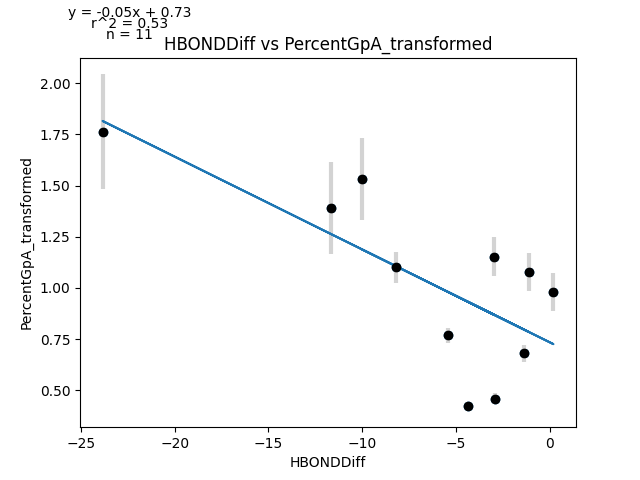 y = -0.05x + 0.73
r^2 = 0.53
n = 11
HBONDDiff vs PercentGpA_transformed
PercentGpA_transformed
2.00
1.75
1.50
1.25
1.00
0.75
0.50
−25
−20
−15
−10
−5
0
HBONDDiff